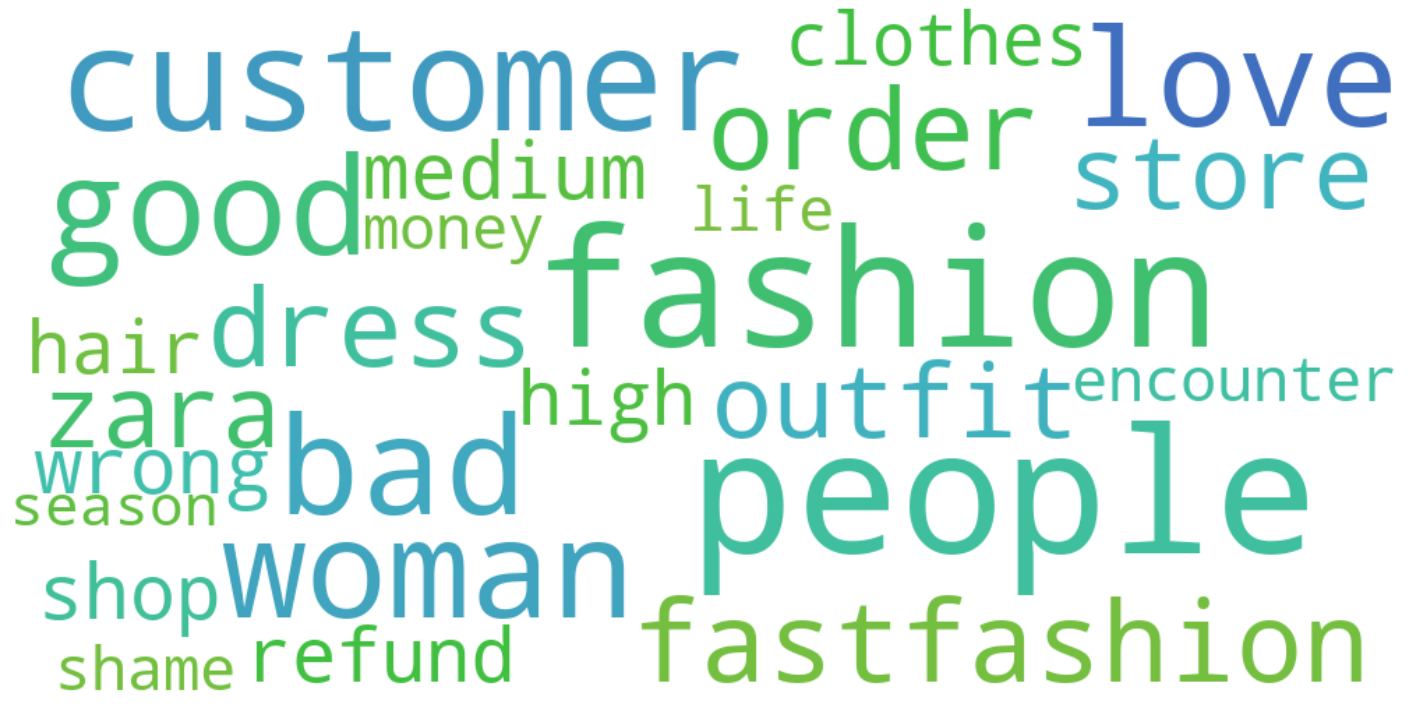 clothes
customer love
order
medium store
good
money life
fashion
dress
hair
high outfit encounter
zara
bad
wrong people
season
woman
shop
fastfashion
refund
shame